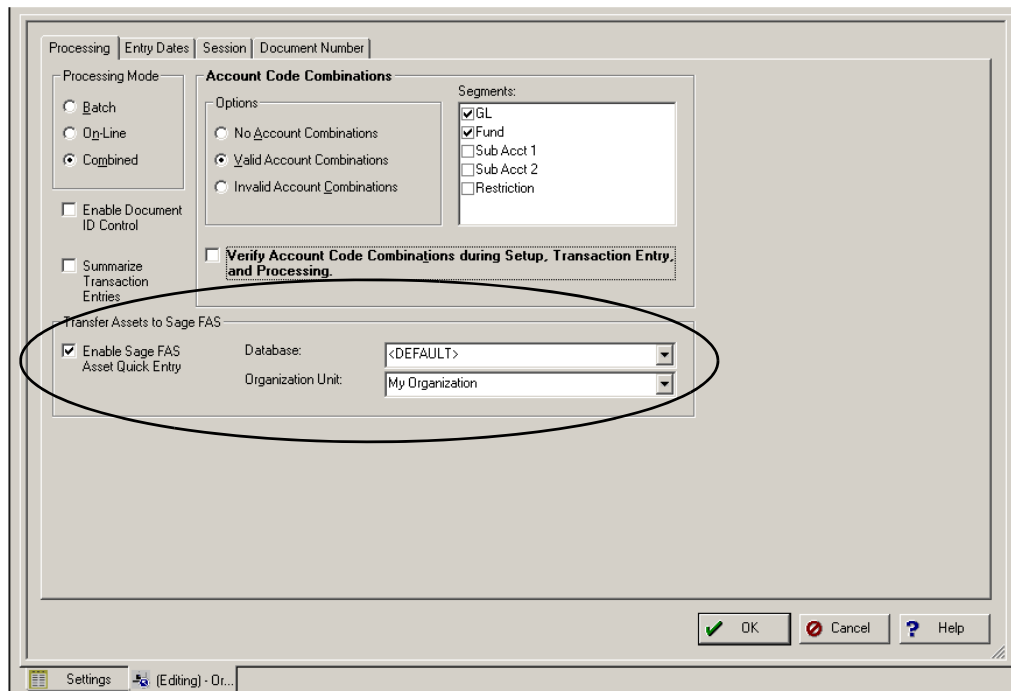 Processing
Entry Dates
Session
Document Number
Processing Mode
Batch
On-Line
Combined
Enable Document
ID Control
Summarize
Transaction
Entries
Account Code Combinations
Options
No Account Combinations
Valid Account Combinations
Invalid Account Combinations
Segments:
GL
Fund
Sub Acct 1
Sub Acct 2
Restriction
Verify Account Code Combinations during Setup, Transaction Entry,
and Processing.
Transfer Assets to Sage FAS
Enable Sage FAS
Asset Quick Entry
Database:
<DEFAULT>
Organization Unit:
My Organization
OK
Cancel
? Help
Settings
(Editing) - Or...